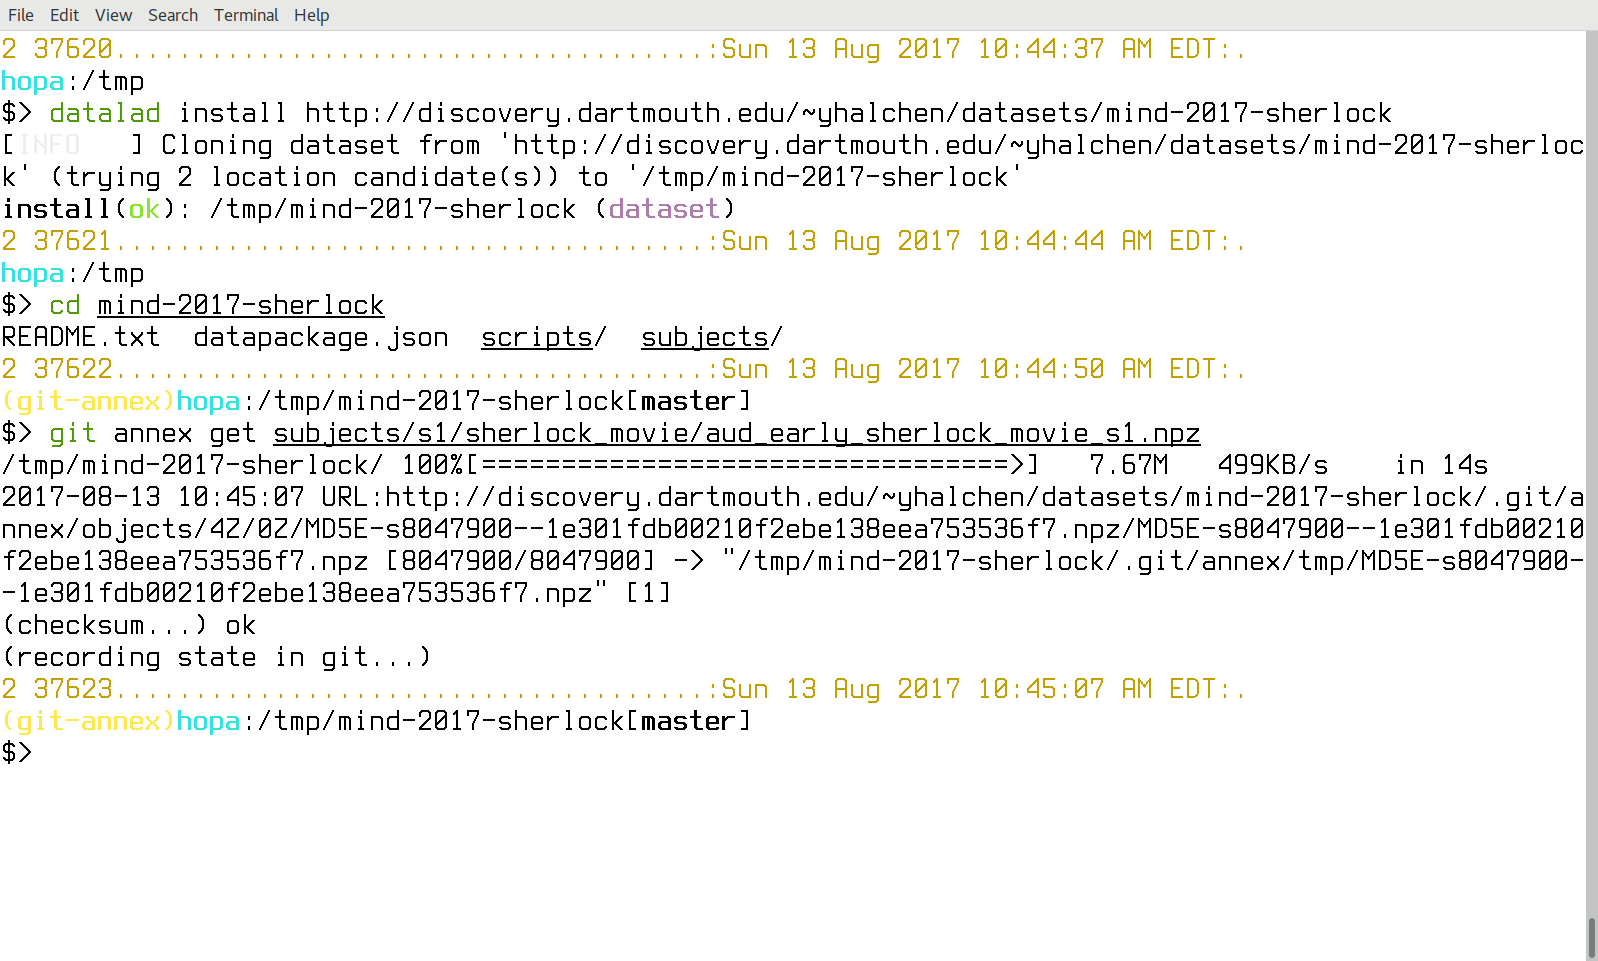 File Edit View Search Terminal Help
2 37620.....................................:Sun 13 Aug 2017 10:44:37 AM EDT:.
hopa:/tmp
$> datalad install http://discovery.dartmouth.edu/~yhalchen/datasets/mind-2017-sherlock
[INFO   ] Cloning dataset from 'http://discovery.dartmouth.edu/~yhalchen/datasets/mind-2017-sherloc
k' (trying 2 location candidate(s)) to '/tmp/mind-2017-sherlock'
install(ok): /tmp/mind-2017-sherlock (dataset)
2 37621.....................................:Sun 13 Aug 2017 10:44:44 AM EDT:.
hopa:/tmp
$> cd mind-2017-sherlock
README.txt  datapackage.json  scripts/  subjects/
2 37622.....................................:Sun 13 Aug 2017 10:44:50 AM EDT:.
(git-annex)hopa:/tmp/mind-2017-sherlock[master]
$> git annex get subjects/s1/sherlock_movie/aud_early_sherlock_movie_s1.npz
/tmp/mind-2017-sherlock/ 100%[=================================>]   7.67M   499KB/s    in 14s
2017-08-13 10:45:07 URL:http://discovery.dartmouth.edu/~yhalchen/datasets/mind-2017-sherlock/.git/a
nnex/objects/4Z/0Z/MD5E-s8047900--1e301fdb00210f2ebe138eea753536f7.npz/MD5E-s8047900--1e301fdb00210
f2ebe138eea753536f7.npz [8047900/8047900] -> "/tmp/mind-2017-sherlock/.git/annex/tmp/MD5E-s8047900-
-1e301fdb00210f2ebe138eea753536f7.npz" [1]
(checksum...) ok
(recording state in git...)
2 37623.....................................:Sun 13 Aug 2017 10:45:07 AM EDT:.
(git-annex)hopa:/tmp/mind-2017-sherlock[master]
$>